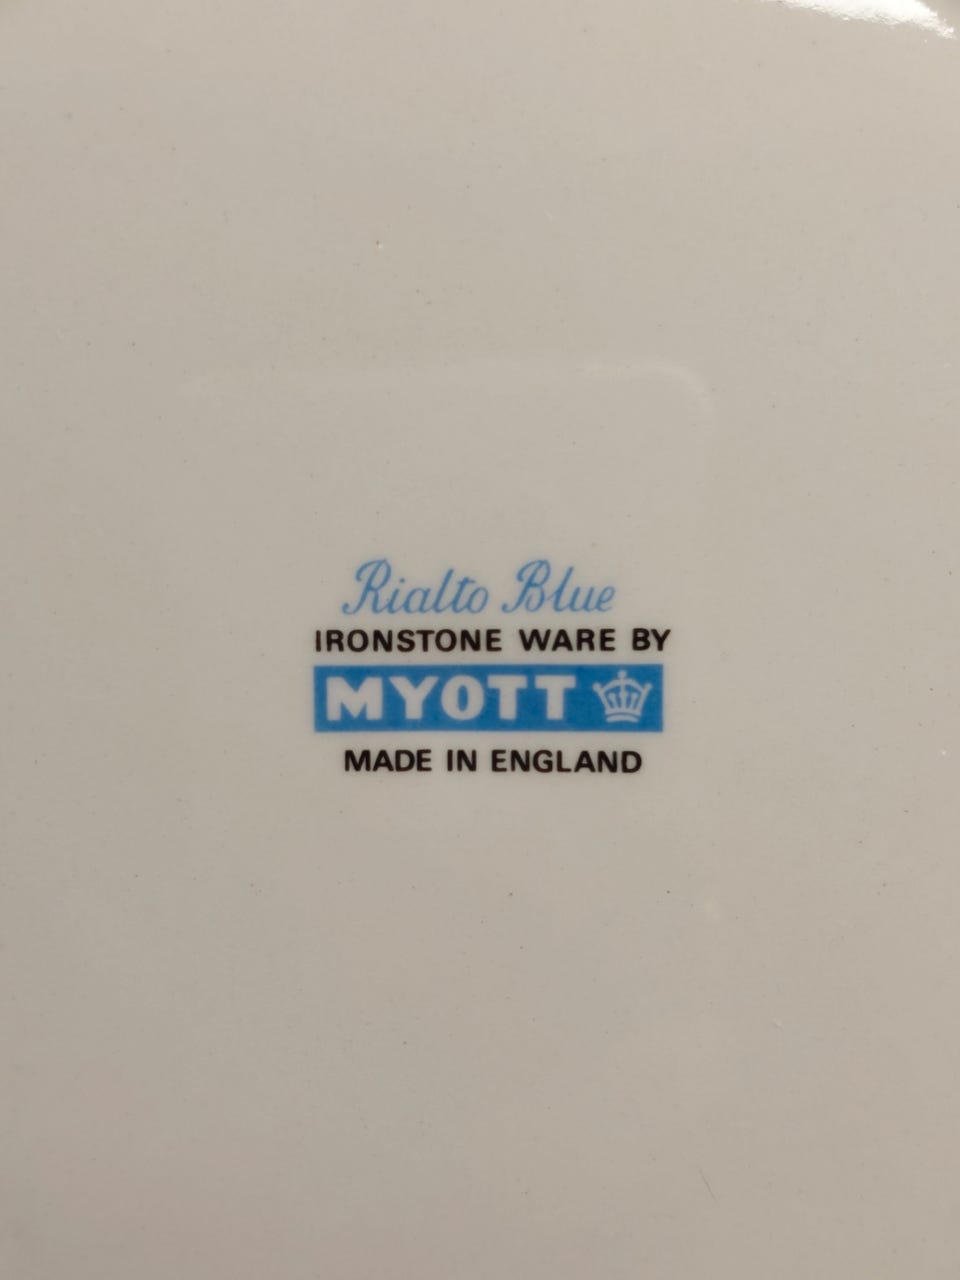 Rialto Blue
IRONSTONE WARE BY
MYOTT
MADE IN ENGLAND